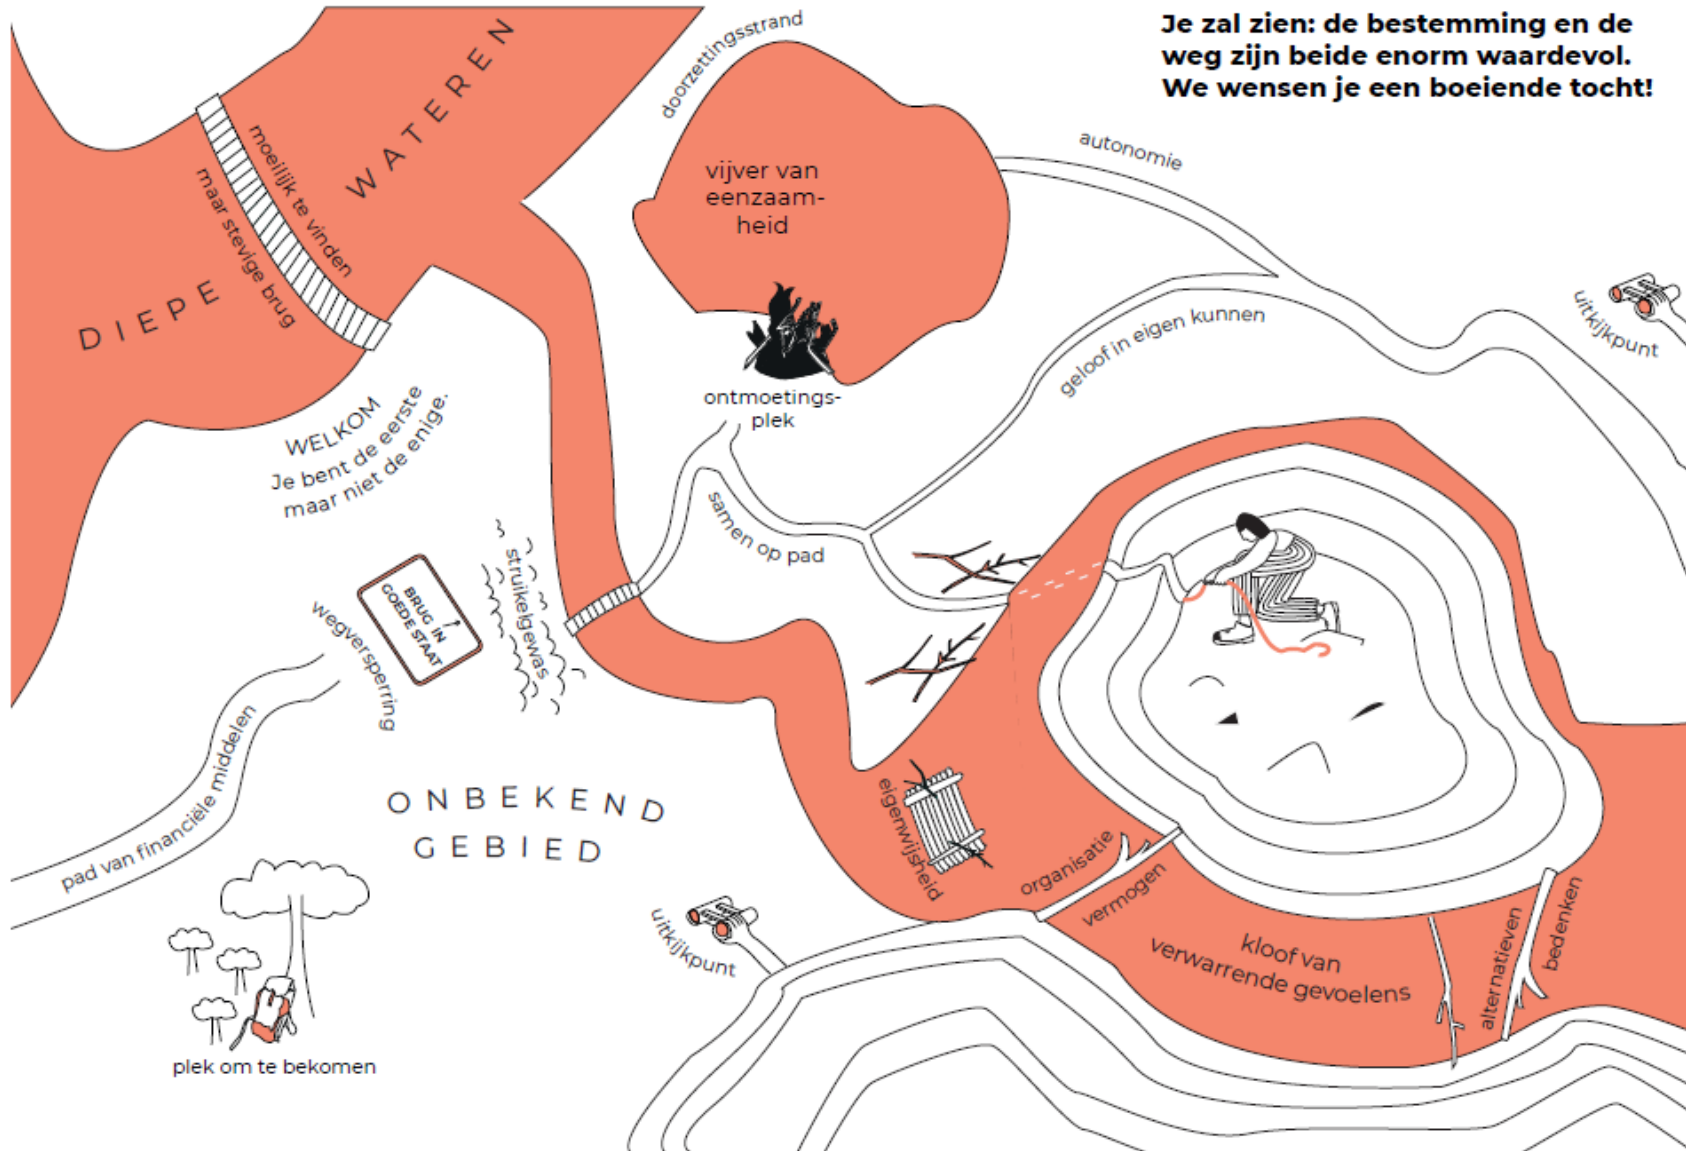 Je zal zien: de bestemming en de
weg zijn beide enorm waardevol.
We wensen je een boeiende tocht!
doorzettingsstrand
WATEREN
DIEPE
moeilijk te vinden
maar stevige brug
vijver van
eenzaam-
heid
autonomie
uitkijkpunt
geloof in eigen kunnen
ontmoetings-
plek
WELKOM
Je bent de eerste
maar niet de enige.
samen op pad
struikelgewas
BRUG IN
GOEDE STAAT
wegversperring
pad van financiële middelen
ONBEKEND
GEBIED
eigenwijsheid
organisatie
vermogen
uitkijkpunt
kloof van
verwarrende gevoelens
alternatieven
bedenken
plek om te bekomen